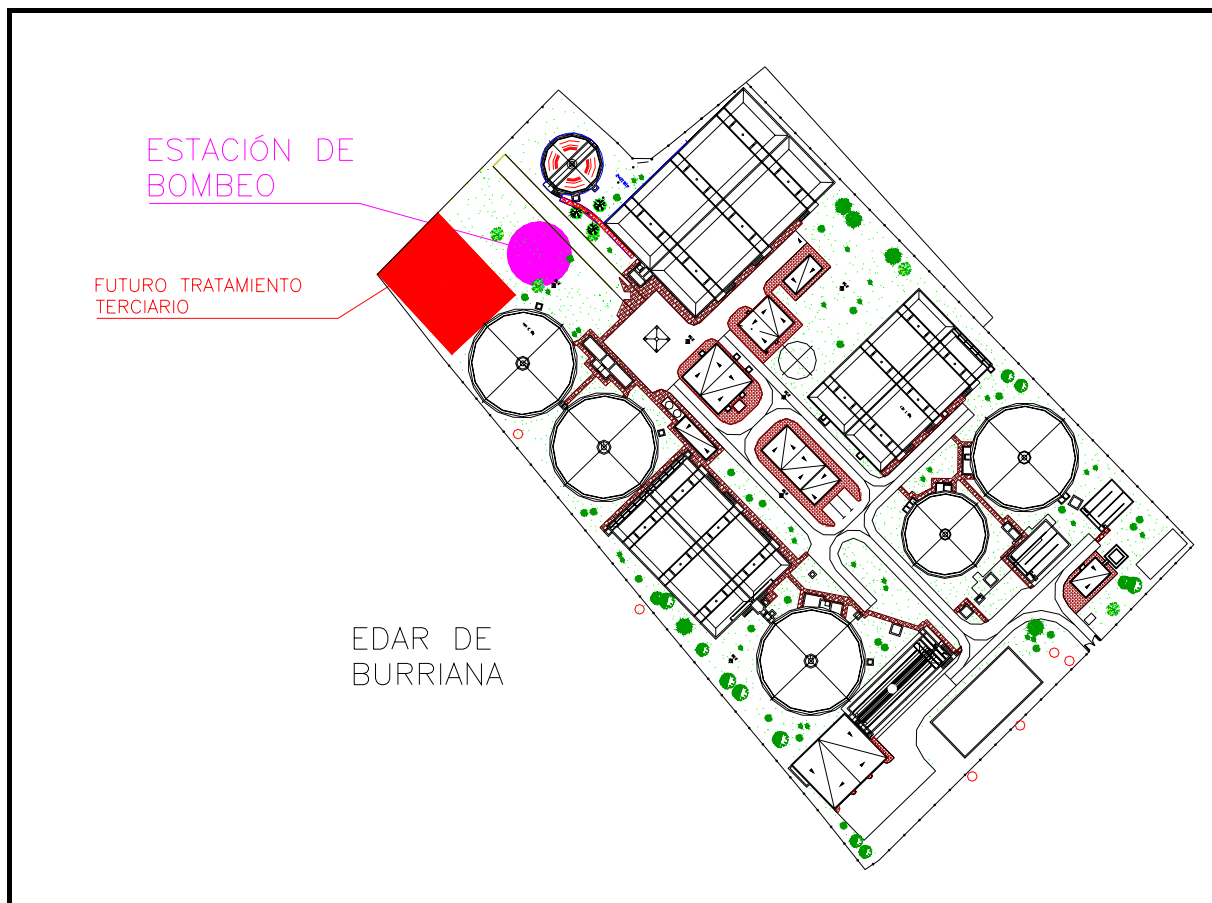 ESTACIÓN DE
BOMBEO
FUTURO TRATAMIENTO
TERCIARIO
EDAR DE
BURRIANA